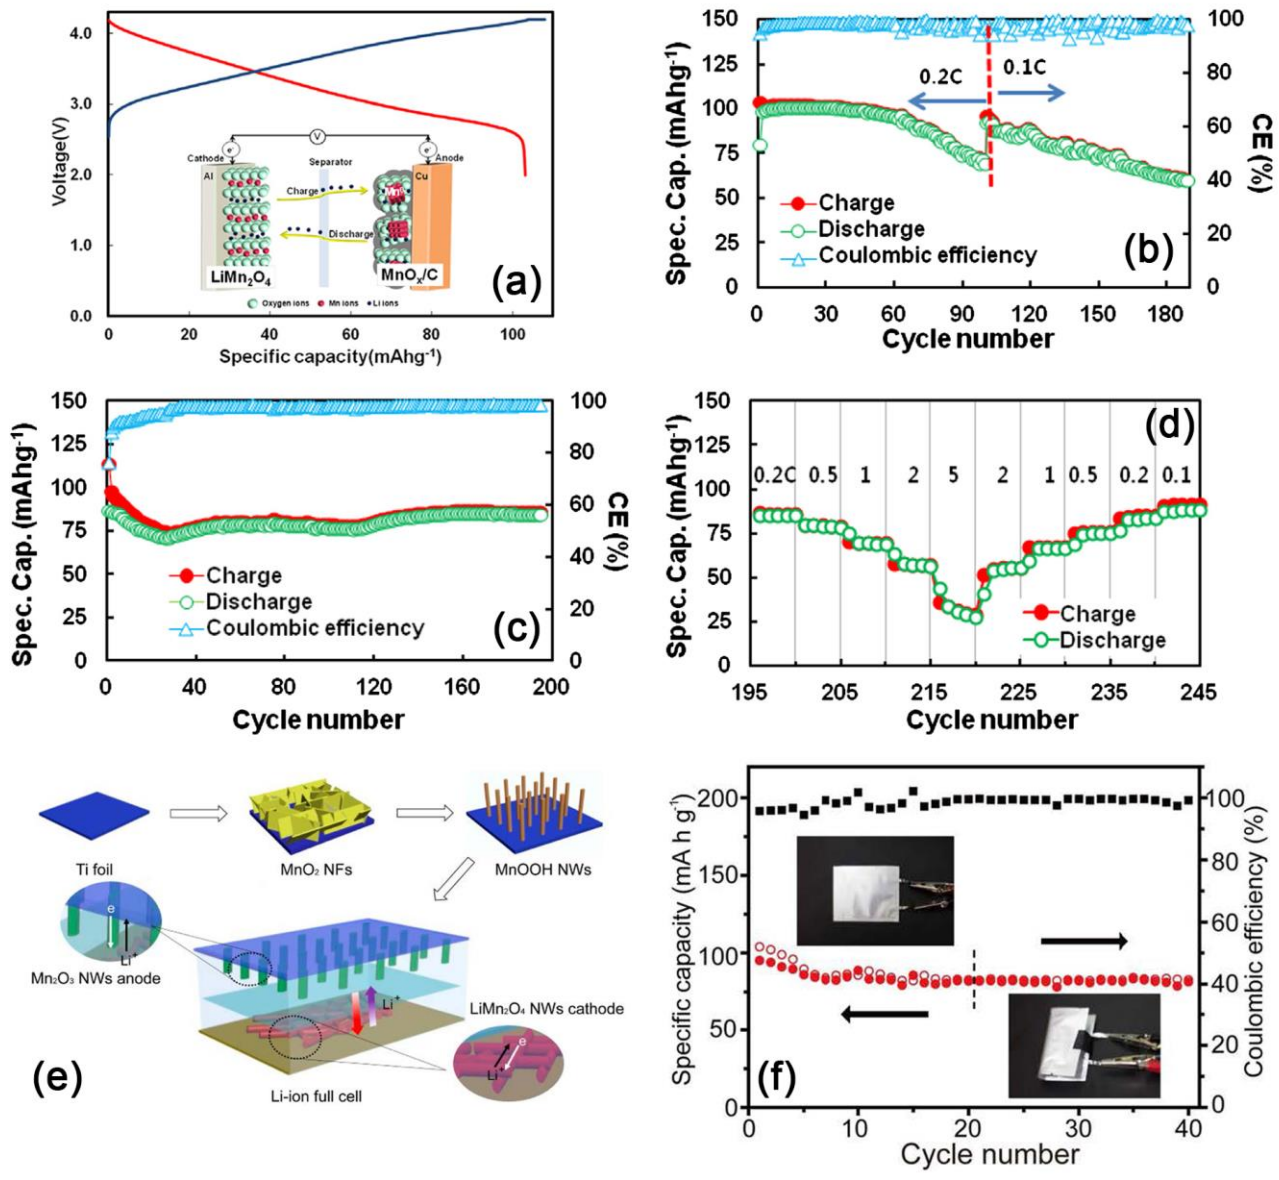 4.0
3.0
2.0
1.0
0.0
Voltage(V)
0
20
40
60
80
100
Specific capacity(mAhg-1)
V
e-
e-
Cathode
Separator
Anode
Al
Cu
Charge
Discharge
Mn
LiMn2O4
MnOx/C
Oxygen ions
Mn ions
Li ions
(a)
150
125
100
75
50
25
0
Spec. Cap. (mAhg-1)
100
80
60
40
20
0
CE (%)
0.2C
0.1C
Charge
Discharge
Coulombic efficiency
(b)
0
30
60
90
120
150
180
Cycle number
150
125
100
75
50
25
0
Spec. Cap. (mAhg-1)
100
80
60
40
20
0
CE (%)
Charge
Discharge
Coulombic efficiency
(c)
0
40
80
120
160
200
Cycle number
150
125
100
75
50
25
0
Spec. Cap. (mAhg-1)
(d)
0.2C
0.5
1
2
5
2
1
0.5
0.2
0.1
Charge
Discharge
195
205
215
225
235
245
Cycle number
Ti foil
MnO2 NFs
MnOOH NWs
e
Li+
Mn2O3 NWs anode
Li+
LiMn2O4 NWs cathode
e
Li+
Li-ion full cell
(e)
200
150
100
50
0
Specific capacity (mA h g-1)
100
80
60
40
20
0
Coulombic efficiency (%)
(f)
0
10
20
30
40
Cycle number